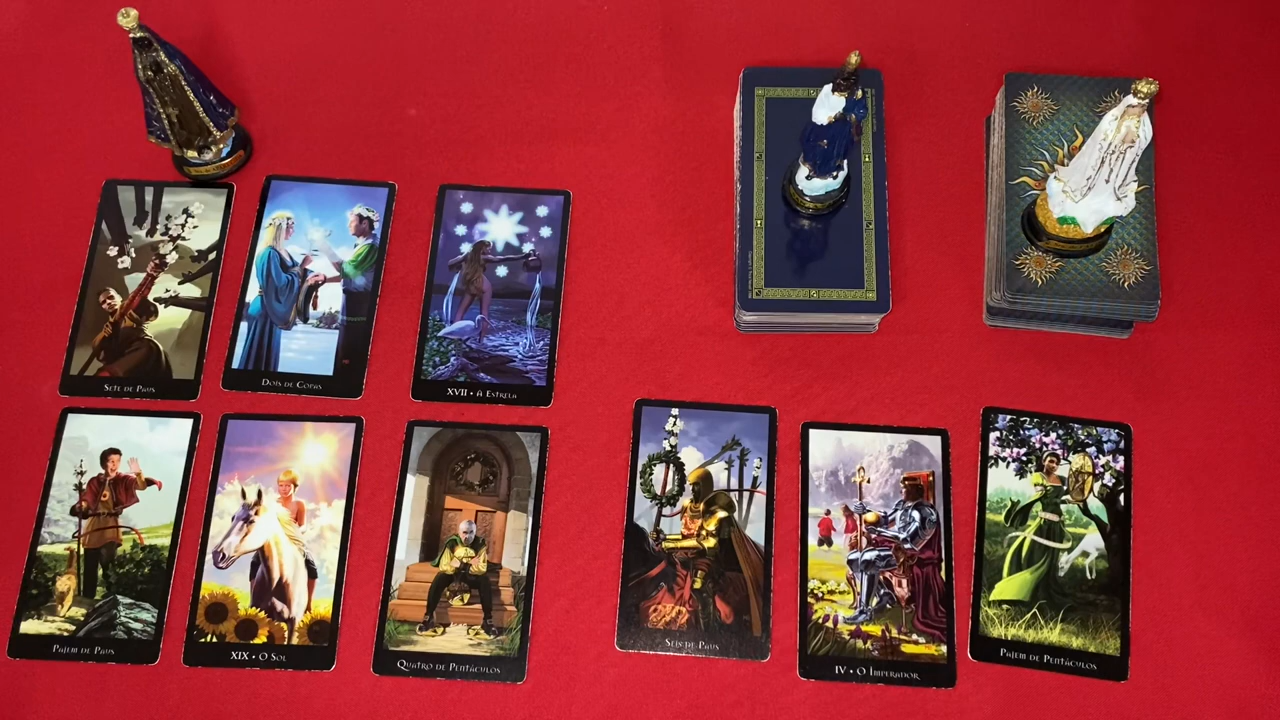 SETE DE PAUS
DOIS DE COPAS
XVII • A ESTRELA
PAJEM DE PAUS
XIX • O SOL
QUATRO DE PENTÁCULOS
SEIS DE PAUS
IV • O IMPERADOR
PAJEM DE PENTÁCULOS